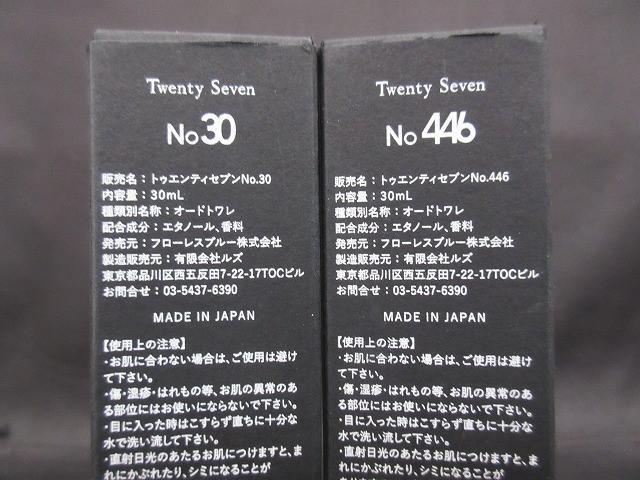 Twenty Seven
No30
販売名：トゥエンティセブンNo.30
内容量：30mL
種類別名称：オードトワレ
配合成分：エタノール、香料
発売元：フローレスブルー株式会社
製造販売元：有限会社ルズ
東京都品川区西五反田7-22-17TOCビル
お問合せ：03-5437-6390
MADE IN JAPAN
【使用上の注意】
・お肌に合わない場合は、ご使用は避け
て下さい。
・傷・湿疹・はれもの等、お肌の異常のあ
る部位にはお使いにならないで下さい。
・目に入った時はこすらず直ちに十分な
水で洗い流して下さい。
・直射日光のあたるお肌につけますと、ま
れにかぶれたり、シミになることが
Twenty Seven
No446
販売名：トゥエンティセブンNo.446
内容量：30mL
種類別名称：オードトワレ
配合成分：エタノール、香料
発売元：フローレスブルー株式会社
製造販売元：有限会社ルズ
東京都品川区西五反田7-22-17TOCビル
お問合せ：03-5437-6390
MADE IN JAPAN
【使用上の注意】
・お肌に合わない場合は、ご使用は避け
て下さい。
・傷・湿疹・はれもの等、お肌の異常のあ
る部位にはお使いにならないで下さい。
・目に入った時はこすらず直ちに十分な
水で洗い流して下さい。
・直射日光のあたるお肌につけますと、ま
れにかぶれたり、シミになることが